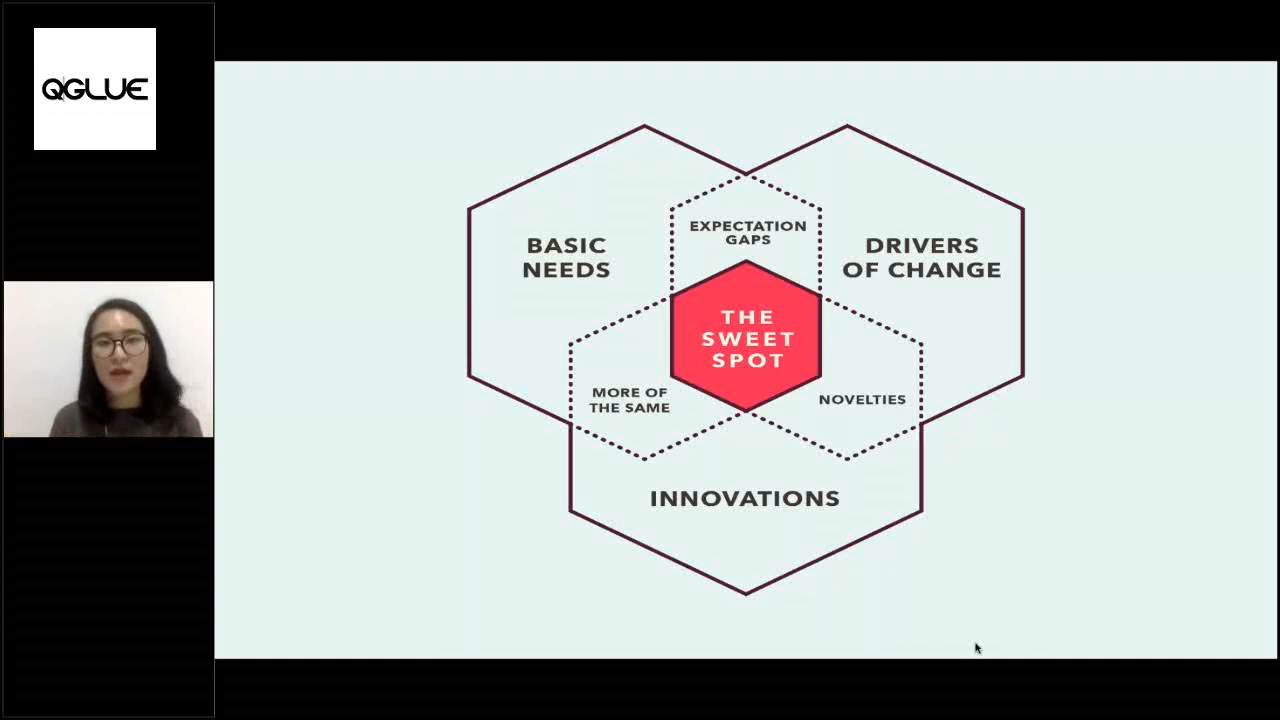 QGLUE
EXPECTATION
GAPS
BASIC
NEEDS
DRIVERS
OF CHANGE
THE
SWEET
SPOT
MORE OF
THE SAME
NOVELTIES
INNOVATIONS